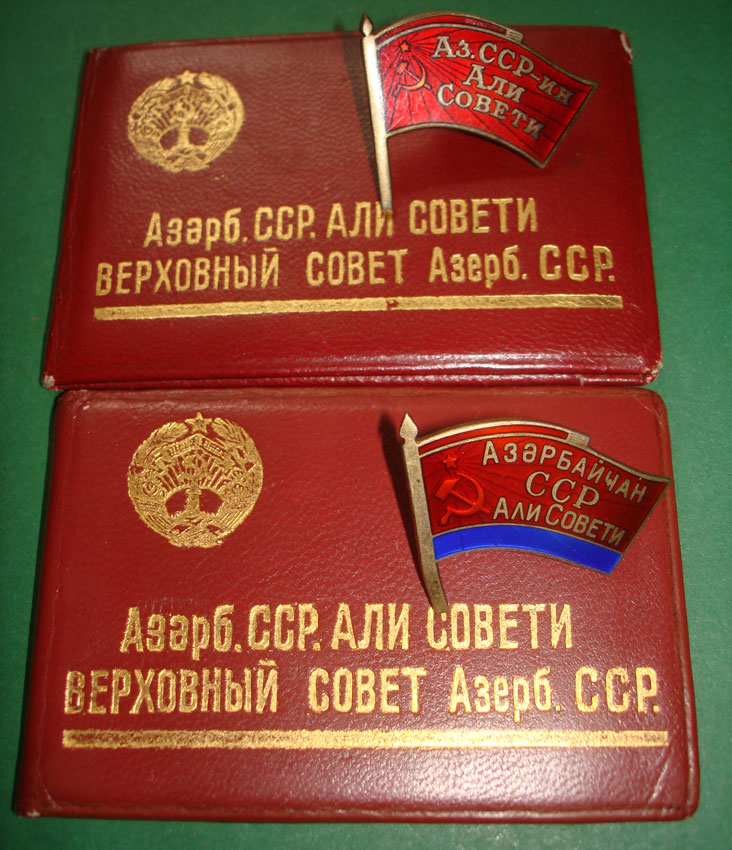 Аз.ССР-ин
Али
Совети
Азәрб. ССР. АЛИ СОВЕТИ
ВЕРХОВНЫЙ СОВЕТ Азерб. ССР.
АЗӘРБАЙҸАН
ССР
Али Совети
Азәрб. ССР. АЛИ СОВЕТИ
ВЕРХОВНЫЙ СОВЕТ Азерб. ССР.